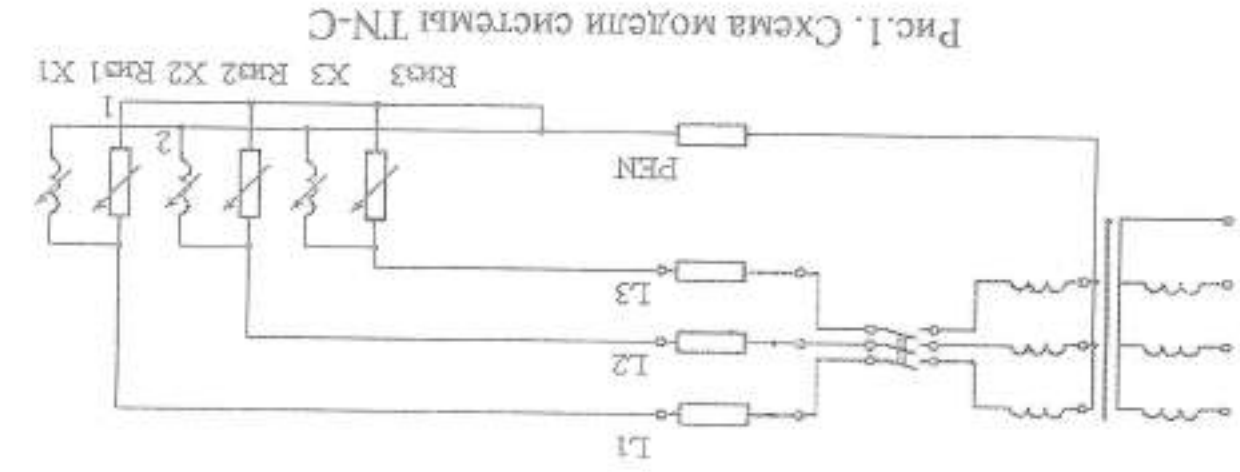 L1
L2
L3
PEN
2
1
Rиз3 X3 Rиз2 X2 Rиз1 X1
Рис.1. Схема модели системы TN-C